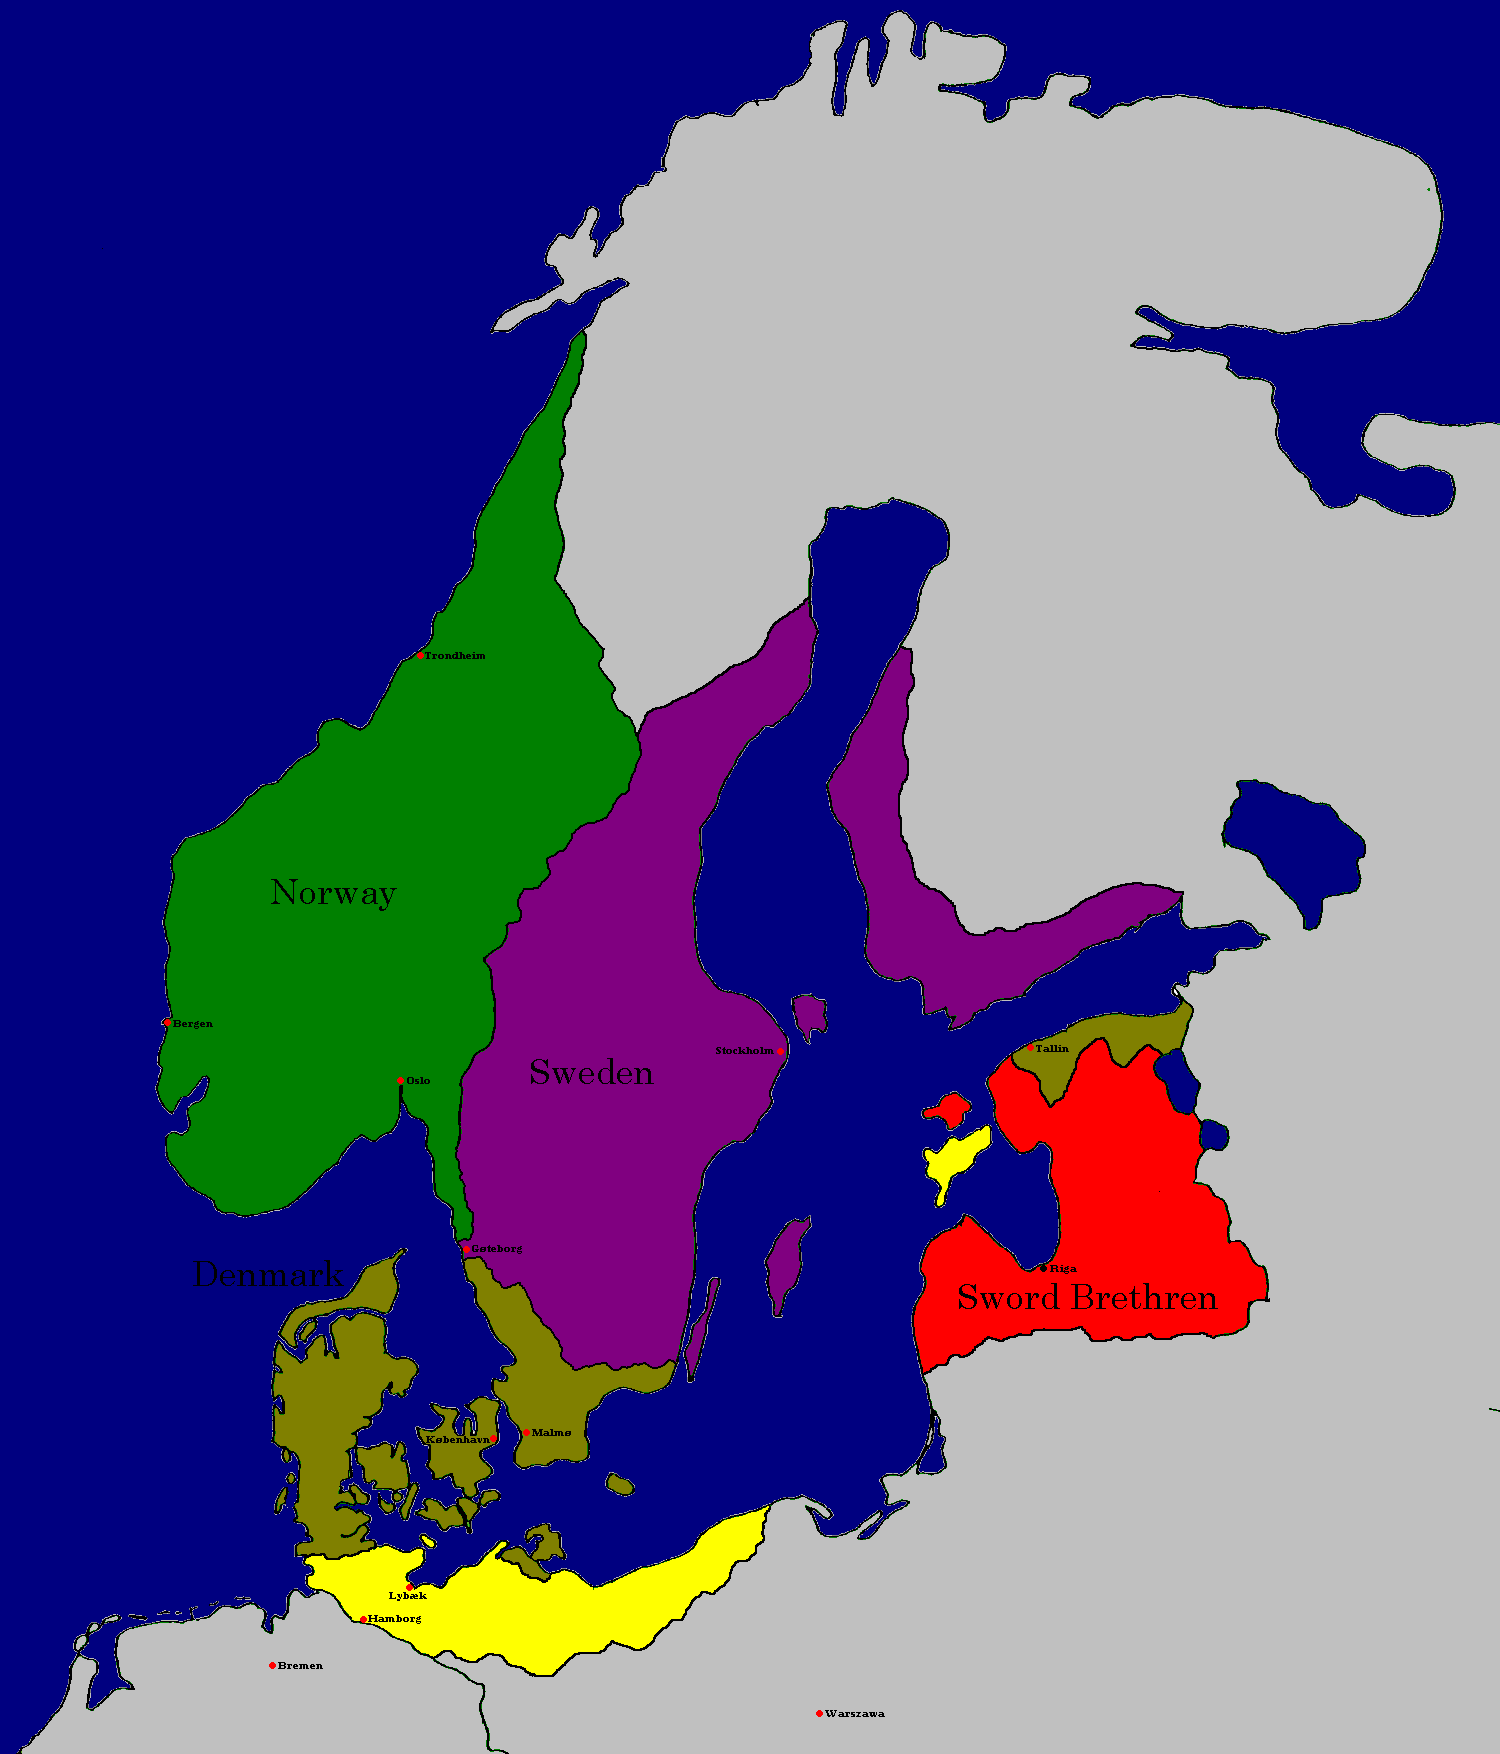 Trondheim
Norway
Bergen
Stockholm
Tallin
Sweden
Oslo
Gøteborg
Riga
Denmark
Sword Brethren
Malmø
København
Lybæk
Hamborg
Bremen
Warszawa